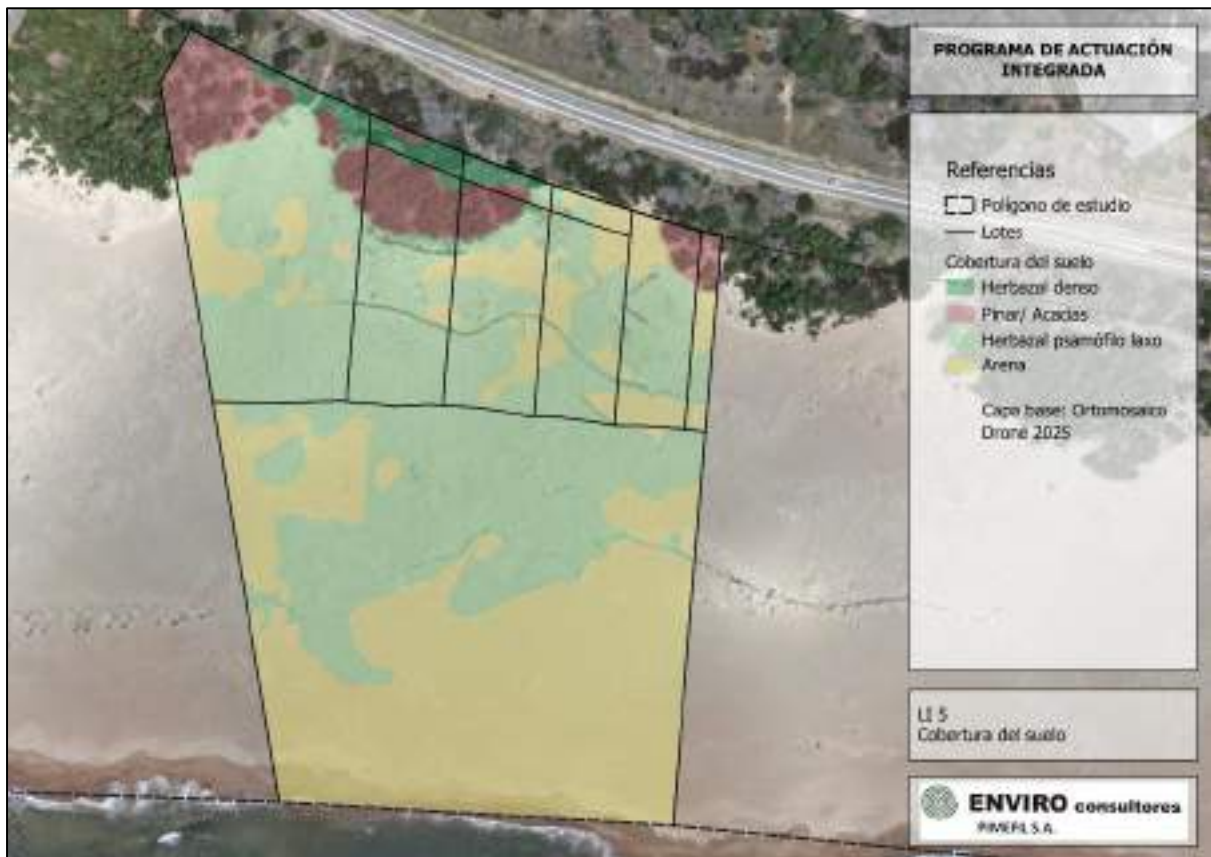 PROGRAMA DE ACTUACIÓN
INTEGRADA
Referencias
Polígono de estudio
Lotes
Cobertura del suelo
Herbazal denso
Pinar/ Acacias
Herbazal psamófilo laxo
Arena
Capa base: Ortomosaico
Drone 2025
LI 5
Cobertura del suelo
ENVIRO consultores
PIMEFIL S.A.